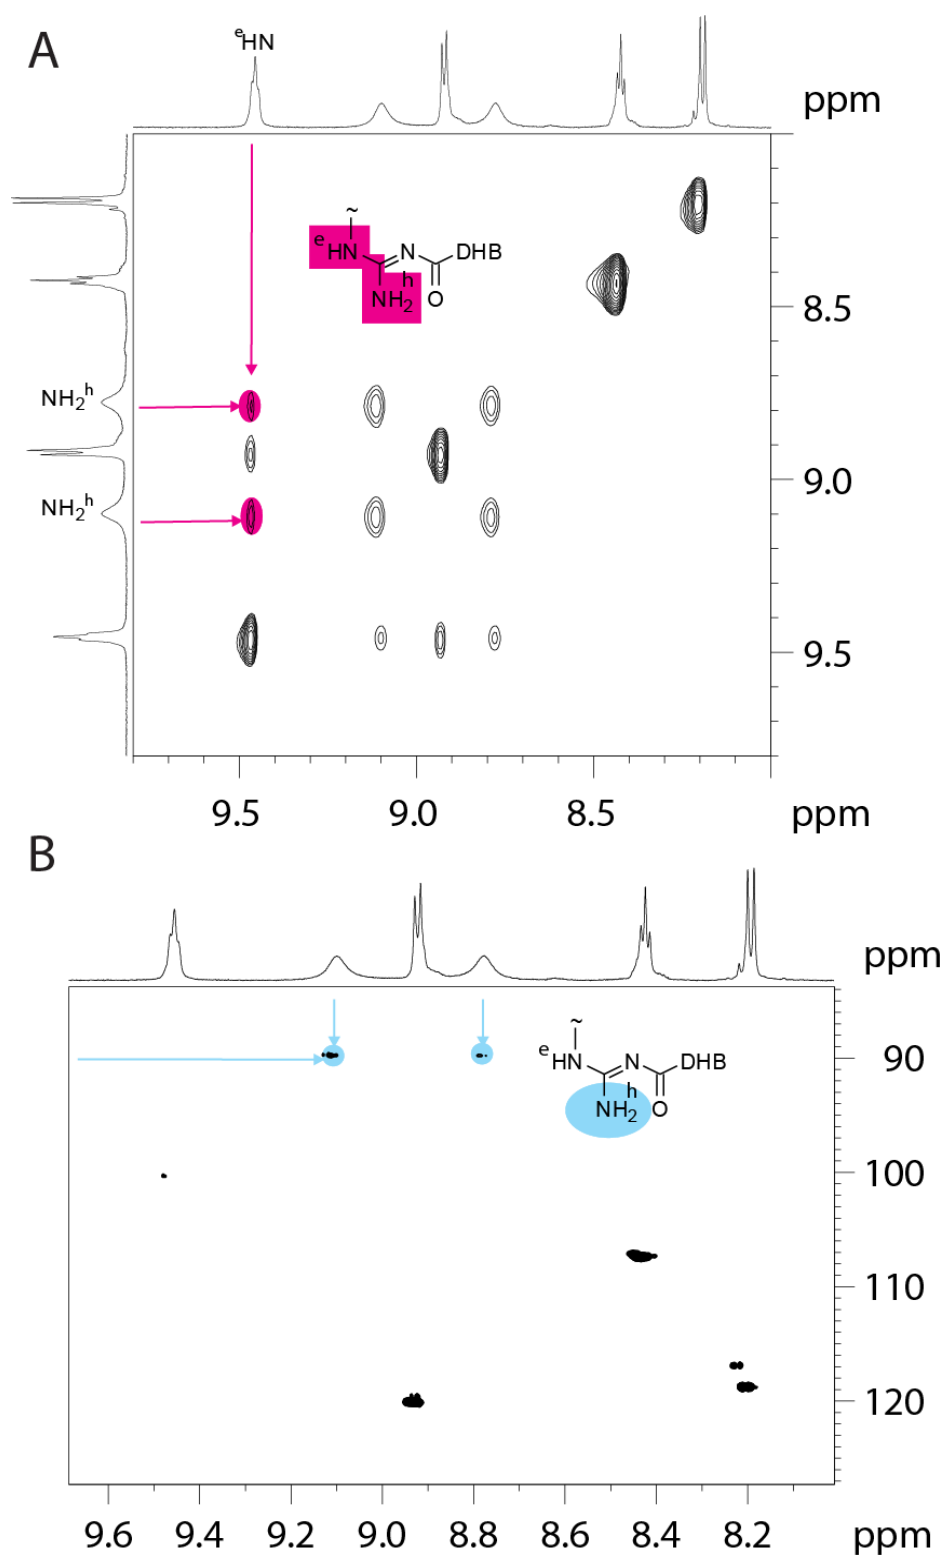 A
ᵉHN
ppm
~
ᵉHN
N
DHB
h
NH₂
O
8.5
NH₂ʰ
9.0
NH₂ʰ
9.5
9.5 9.0 8.5 ppm
B
ppm
~
ᵉHN
N
DHB
h
NH₂
O
90
100
110
120
9.6 9.4 9.2 9.0 8.8 8.6 8.4 8.2 ppm